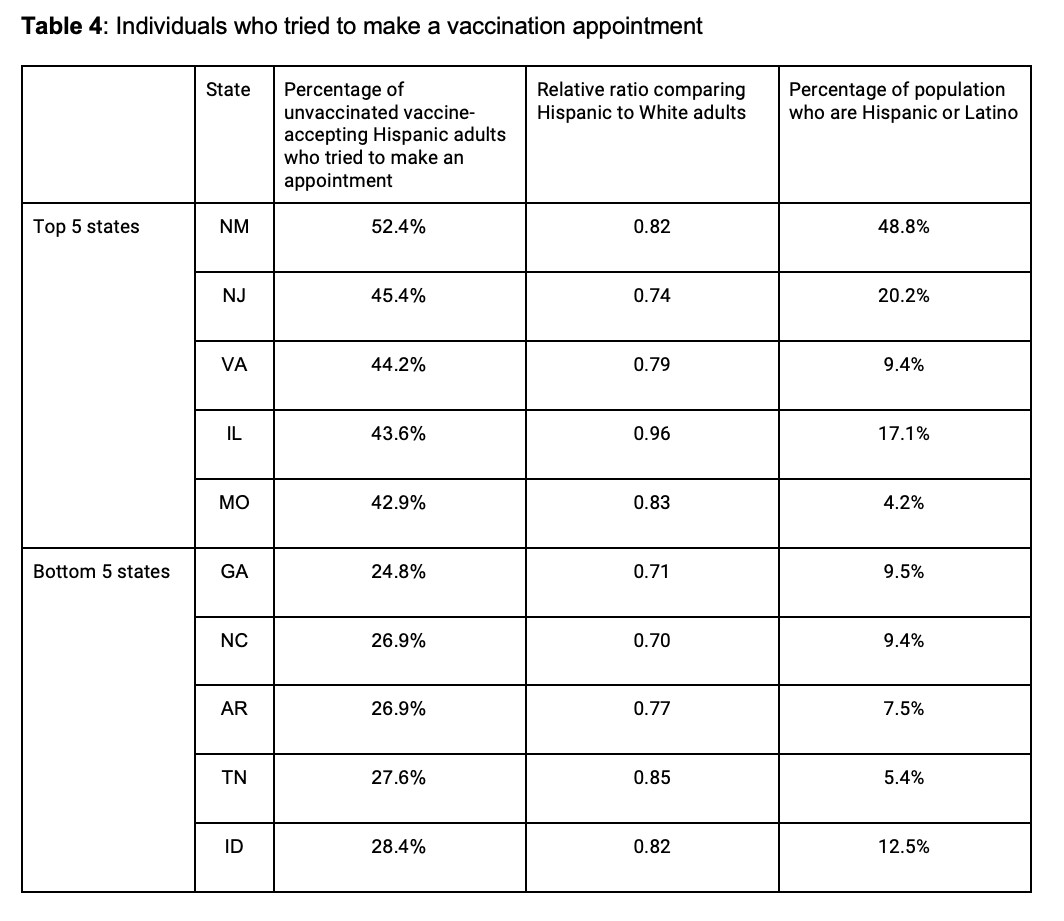 Table 4: Individuals who tried to make a vaccination appointment
State
Percentage of
unvaccinated vaccine-
accepting Hispanic adults
who tried to make an
appointment
Relative ratio comparing
Hispanic to White adults
Percentage of population
who are Hispanic or Latino
Top 5 states
NM 52.4% 0.82 48.8%
NJ 45.4% 0.74 20.2%
VA 44.2% 0.79 9.4%
IL 43.6% 0.96 17.1%
MO 42.9% 0.83 4.2%
Bottom 5 states
GA 24.8% 0.71 9.5%
NC 26.9% 0.70 9.4%
AR 26.9% 0.77 7.5%
TN 27.6% 0.85 5.4%
ID 28.4% 0.82 12.5%